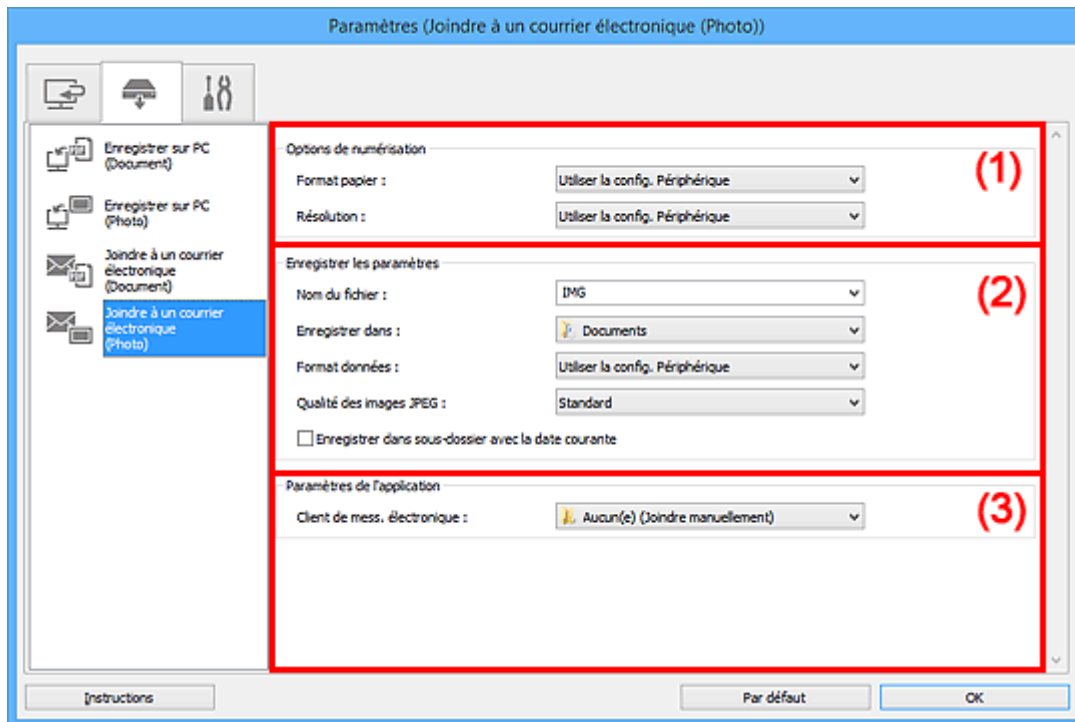 Paramètres (Joindre à un courrier électronique (Photo))
Enregistrer sur PC
(Document)
Enregistrer sur PC
(Photo)
Joindre à un courrier
électronique
(Document)
Joindre à un courrier
électronique
(Photo)
Options de numérisation
(1)
Format papier : Utiliser la config. Périphérique
Résolution : Utiliser la config. Périphérique
Enregistrer les paramètres
(2)
Nom du fichier : IMG
Enregistrer dans : Documents
Format données : Utiliser la config. Périphérique
Qualité des images JPEG : Standard
Enregistrer dans sous-dossier avec la date courante
Paramètres de l'application
(3)
Client de mess. électronique : Aucun(e) (Joindre manuellement)
Instructions Par défaut OK